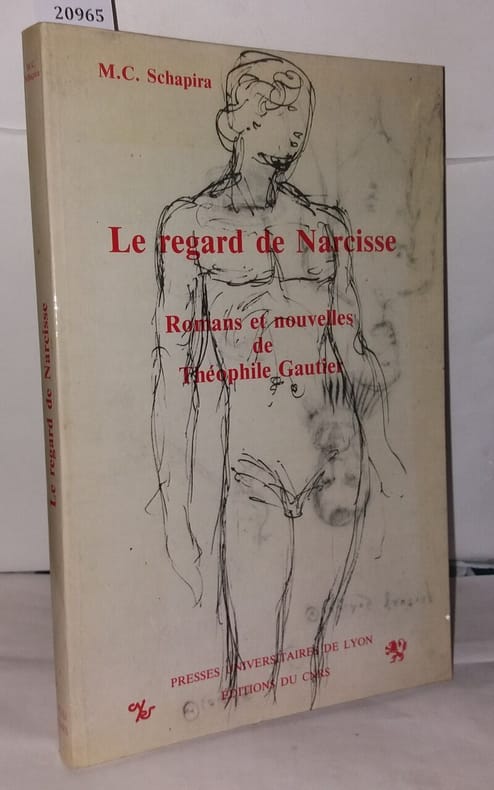 20965
M.C. Schapira
Le regard de Narcisse
Romans et nouvelles
de
Théophile Gautier
PRESSES UNIVERSITAIRES DE LYON
EDITIONS DU CNRS
M.C.
Schapira
Le regard de Narcisse